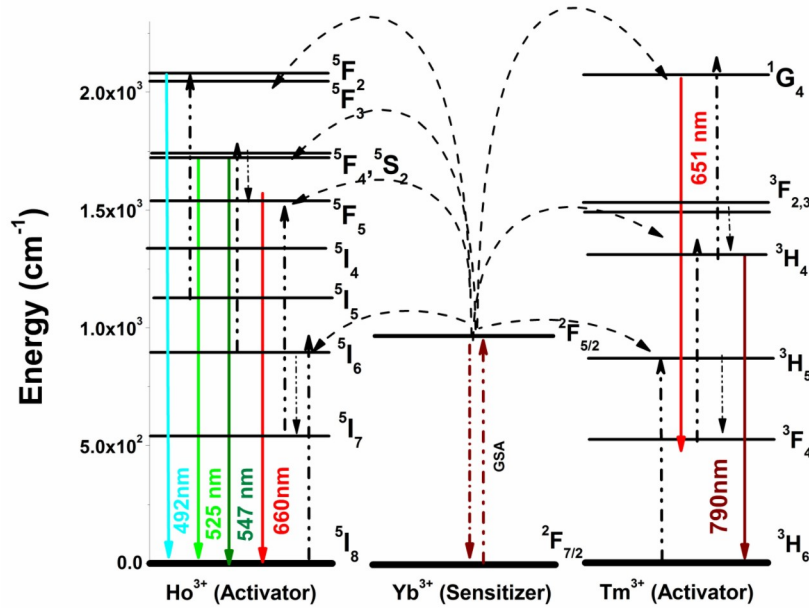 Energy (cm⁻¹)
2.0x10³
1.5x10³
1.0x10³
5.0x10²
0.0
⁵F₂
⁵F₃
⁵F₄,⁵S₂
⁵F₅
⁵I₄
⁵I₅
⁵I₆
⁵I₇
⁵I₈
492nm
525 nm
547 nm
660nm
Ho³⁺ (Activator)
²F₅/₂
GSA
²F₇/₂
Yb³⁺ (Sensitizer)
¹G₄
651 nm
³F₂,₃
³H₄
³H₅
³F₄
790nm
³H₆
Tm³⁺ (Activator)